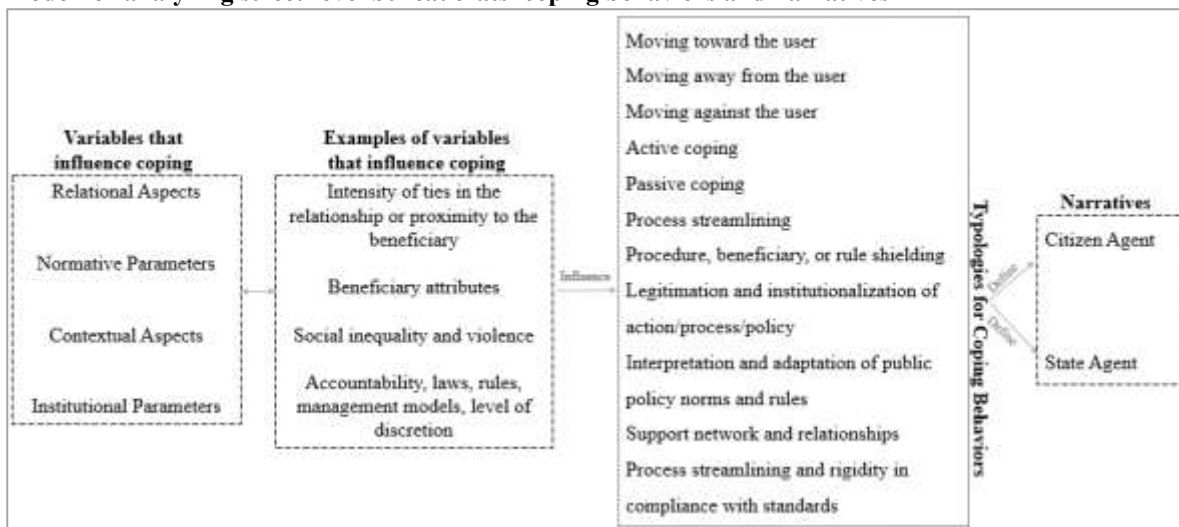 Variables that
influence coping
Relational Aspects
Normative Parameters
Contextual Aspects
Institutional Parameters
Examples of variables
that influence coping
Intensity of ties in the
relationship or proximity to the
beneficiary
Beneficiary attributes
Social inequality and violence
Accountability, laws, rules,
management models, level of
discretion
Influence
Moving toward the user
Moving away from the user
Moving against the user
Active coping
Passive coping
Process streamlining
Procedure, beneficiary, or rule shielding
Legitimation and institutionalization of
action/process/policy
Interpretation and adaptation of public
policy norms and rules
Support network and relationships
Process streamlining and rigidity in
compliance with standards
Typologies for Coping Behaviors
Define
Define
Narratives
Citizen Agent
State Agent